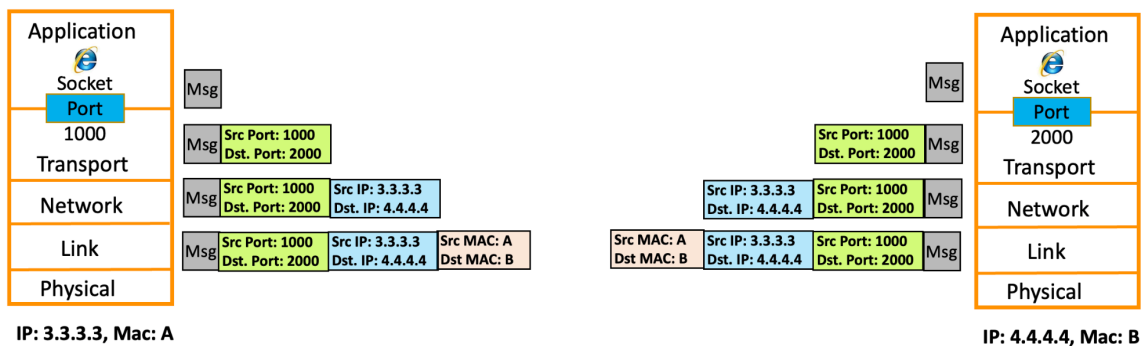 Application
Socket
Port
1000
Transport
Network
Link
Physical
IP: 3.3.3.3, Mac: A
Msg
Msg
Src Port: 1000
Dst. Port: 2000
Msg
Src Port: 1000
Dst. Port: 2000
Src IP: 3.3.3.3
Dst. IP: 4.4.4.4
Msg
Src Port: 1000
Dst. Port: 2000
Src IP: 3.3.3.3
Dst. IP: 4.4.4.4
Src MAC: A
Dst MAC: B
Msg
Src Port: 1000
Dst. Port: 2000
Msg
Src IP: 3.3.3.3
Dst. IP: 4.4.4.4
Src Port: 1000
Dst. Port: 2000
Msg
Src MAC: A
Dst MAC: B
Src IP: 3.3.3.3
Dst. IP: 4.4.4.4
Src Port: 1000
Dst. Port: 2000
Msg
Application
Socket
Port
2000
Transport
Network
Link
Physical
IP: 4.4.4.4, Mac: B